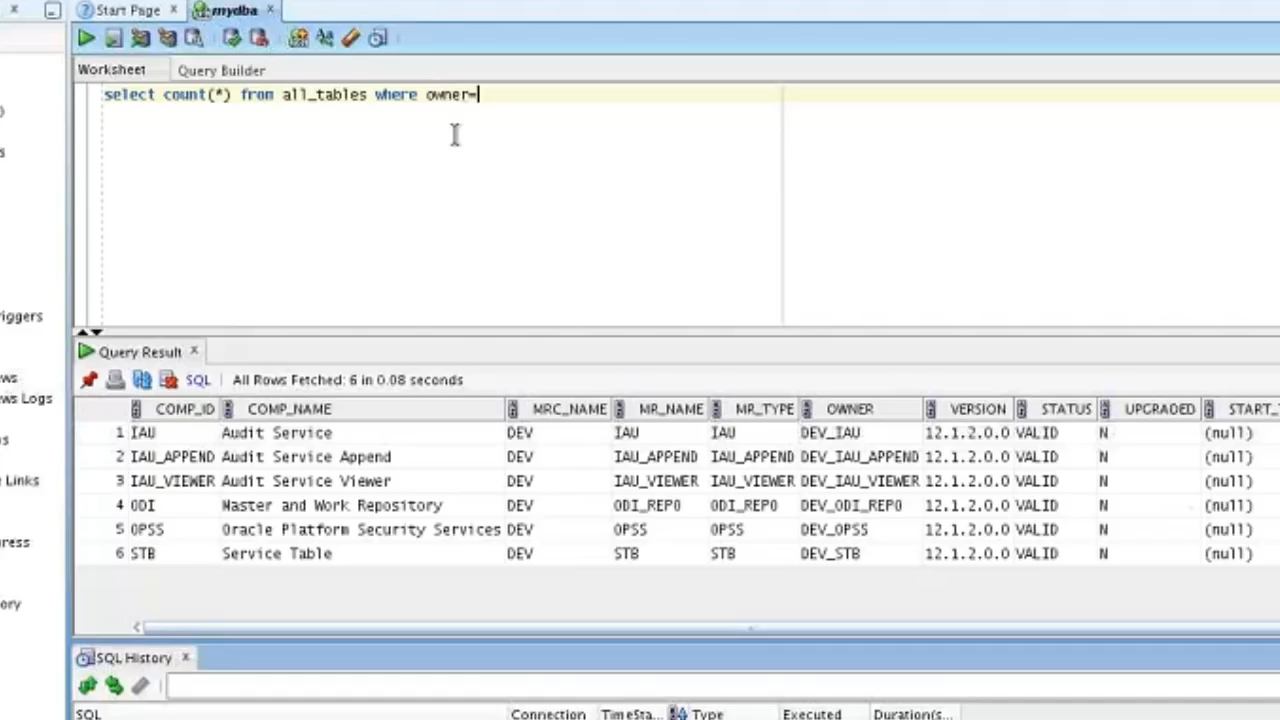 Start Page
mydba
Worksheet Query Builder
select count(*) from all_tables where owner=
iggers
ws
ws Logs
s
Links
ress
ory
Query Result
SQL All Rows Fetched: 6 in 0.08 seconds
COMP_ID COMP_NAME MRC_NAME MR_NAME MR_TYPE OWNER VERSION STATUS UPGRADED START_T
1 IAU Audit Service DEV IAU IAU DEV_IAU 12.1.2.0.0 VALID N (null)
2 IAU_APPEND Audit Service Append DEV IAU_APPEND IAU_APPEND DEV_IAU_APPEND 12.1.2.0.0 VALID N (null)
3 IAU_VIEWER Audit Service Viewer DEV IAU_VIEWER IAU_VIEWER DEV_IAU_VIEWER 12.1.2.0.0 VALID N (null)
4 ODI Master and Work Repository DEV ODI_REPO ODI_REPO DEV_ODI_REPO 12.1.2.0.0 VALID N (null)
5 OPSS Oracle Platform Security Services DEV OPSS OPSS DEV_OPSS 12.1.2.0.0 VALID N (null)
6 STB Service Table DEV STB STB DEV_STB 12.1.2.0.0 VALID N (null)
SQL History
SQL Connection TimeSta... Type Executed Duration(s...